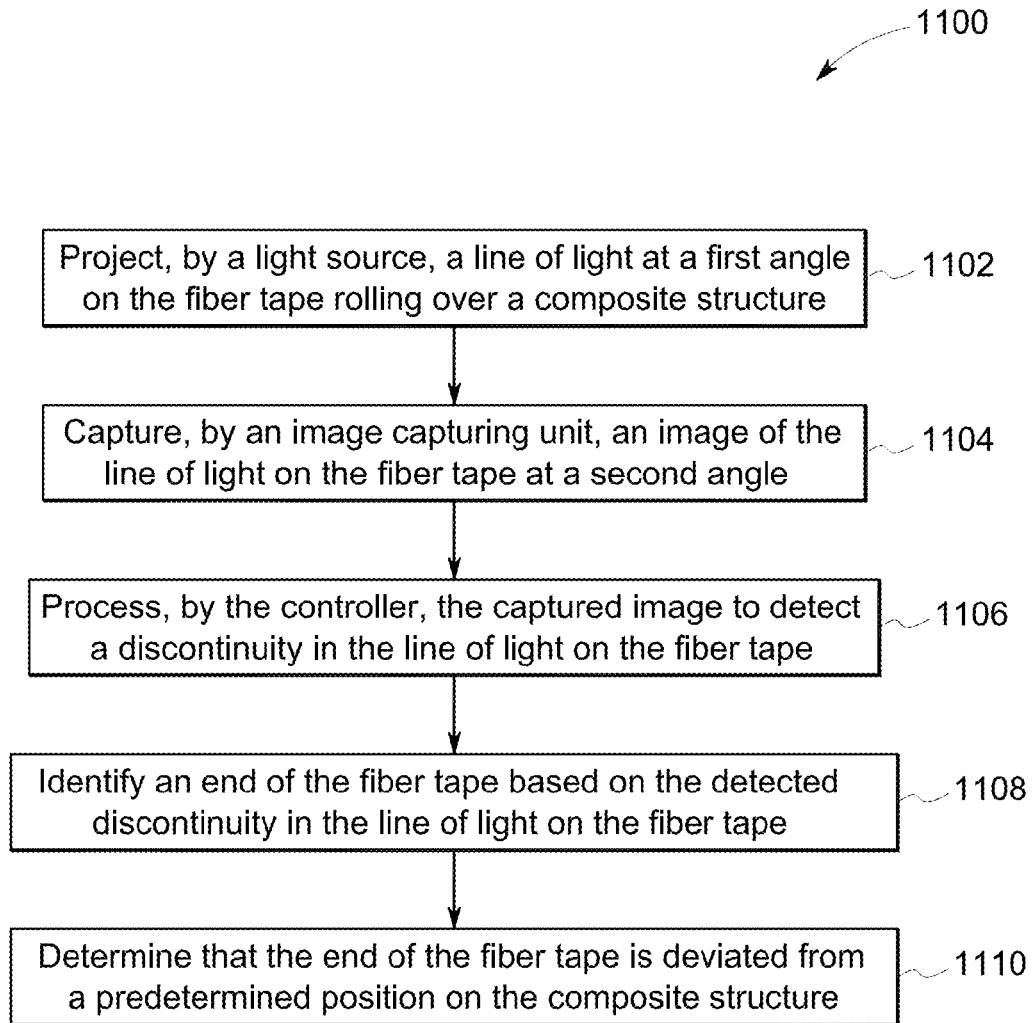 1100
Project, by a light source, a line of light at a first angle
on the fiber tape rolling over a composite structure
1102
Capture, by an image capturing unit, an image of the
line of light on the fiber tape at a second angle
1104
Process, by the controller, the captured image to detect
a discontinuity in the line of light on the fiber tape
1106
Identify an end of the fiber tape based on the detected
discontinuity in the line of light on the fiber tape
1108
Determine that the end of the fiber tape is deviated from
a predetermined position on the composite structure
1110